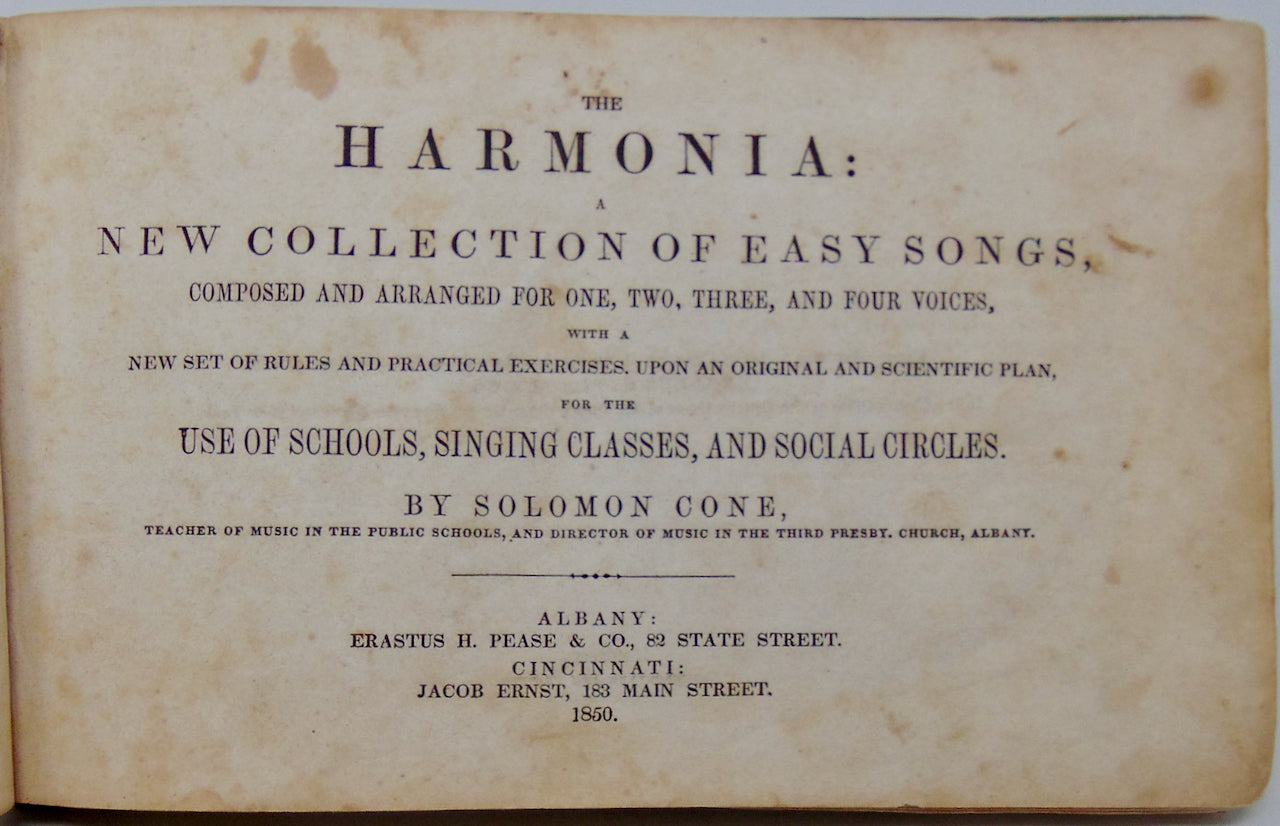 THE
HARMONIA:
A
NEW COLLECTION OF EASY SONGS,
COMPOSED AND ARRANGED FOR ONE, TWO, THREE, AND FOUR VOICES,
WITH A
NEW SET OF RULES AND PRACTICAL EXERCISES. UPON AN ORIGINAL AND SCIENTIFIC PLAN,
FOR THE
USE OF SCHOOLS, SINGING CLASSES, AND SOCIAL CIRCLES.
BY SOLOMON CONE,
TEACHER OF MUSIC IN THE PUBLIC SCHOOLS, AND DIRECTOR OF MUSIC IN THE THIRD PRESBY. CHURCH, ALBANY.
ALBANY:
ERASTUS H. PEASE & CO., 82 STATE STREET.
CINCINNATI:
JACOB ERNST, 183 MAIN STREET.
1850.